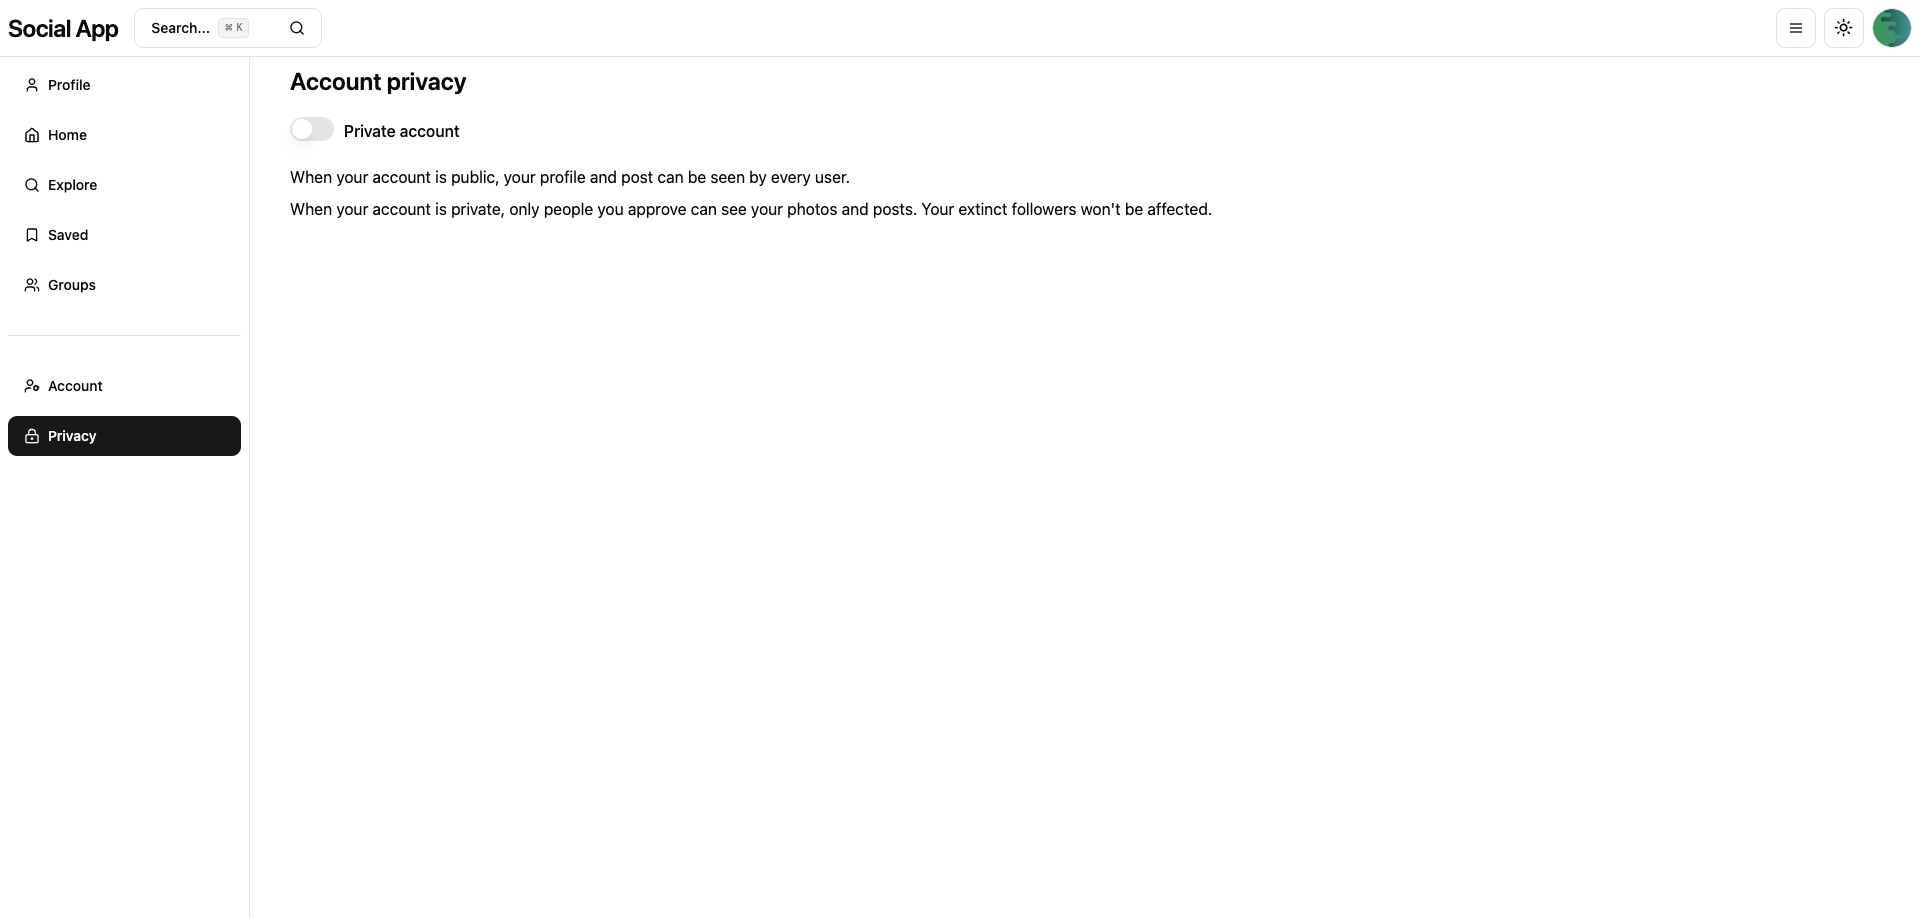 Social App
Search... ⌘ K
Profile
Home
Explore
Saved
Groups
Account
Privacy
Account privacy
Private account
When your account is public, your profile and post can be seen by every user.
When your account is private, only people you approve can see your photos and posts. Your extinct followers won't be affected.